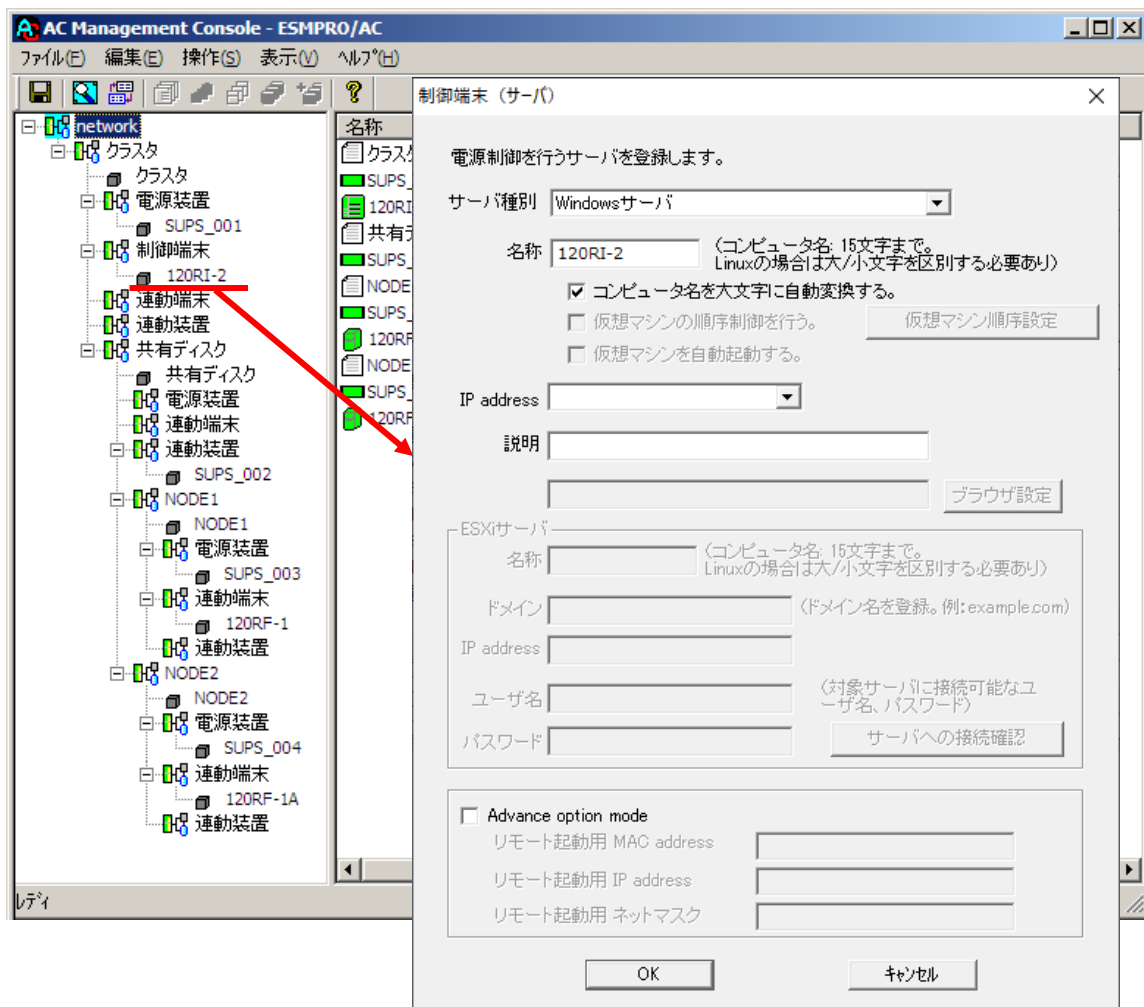 AC Management Console - ESMPRO/AC
ファイル(F) 編集(E) 操作(S) 表示(V) ヘルプ(H)
network
クラスタ
クラスタ
電源装置
SUPS_001
制御端末
120RI-2
連動端末
連動装置
共有ディスク
共有ディスク
電源装置
連動端末
連動装置
SUPS_002
NODE1
NODE1
電源装置
SUPS_003
連動端末
120RF-1
連動装置
NODE2
NODE2
電源装置
SUPS_004
連動端末
120RF-1A
連動装置
レディ
名称
クラスタ
SUPS_
120RI
共有デ
SUPS_
NODE
SUPS_
120RF
NODE
SUPS_
120RF
制御端末（サーバ）
電源制御を行うサーバを登録します。
サーバ種別 Windowsサーバ
名称 120RI-2 （コンピュータ名: 15文字まで。
Linuxの場合は大/小文字を区別する必要あり）
コンピュータ名を大文字に自動変換する。
仮想マシンの順序制御を行う。 仮想マシン順序設定
仮想マシンを自動起動する。
IP address
説明
ブラウザ設定
ESXiサーバ
名称 （コンピュータ名: 15文字まで。
Linuxの場合は大/小文字を区別する必要あり）
ドメイン （ドメイン名を登録。例：example.com）
IP address
ユーザ名 （対象サーバに接続可能なユ
ーザ名、パスワード）
パスワード サーバへの接続確認
Advance option mode
リモート起動用 MAC address
リモート起動用 IP address
リモート起動用 ネットマスク
OK キャンセル